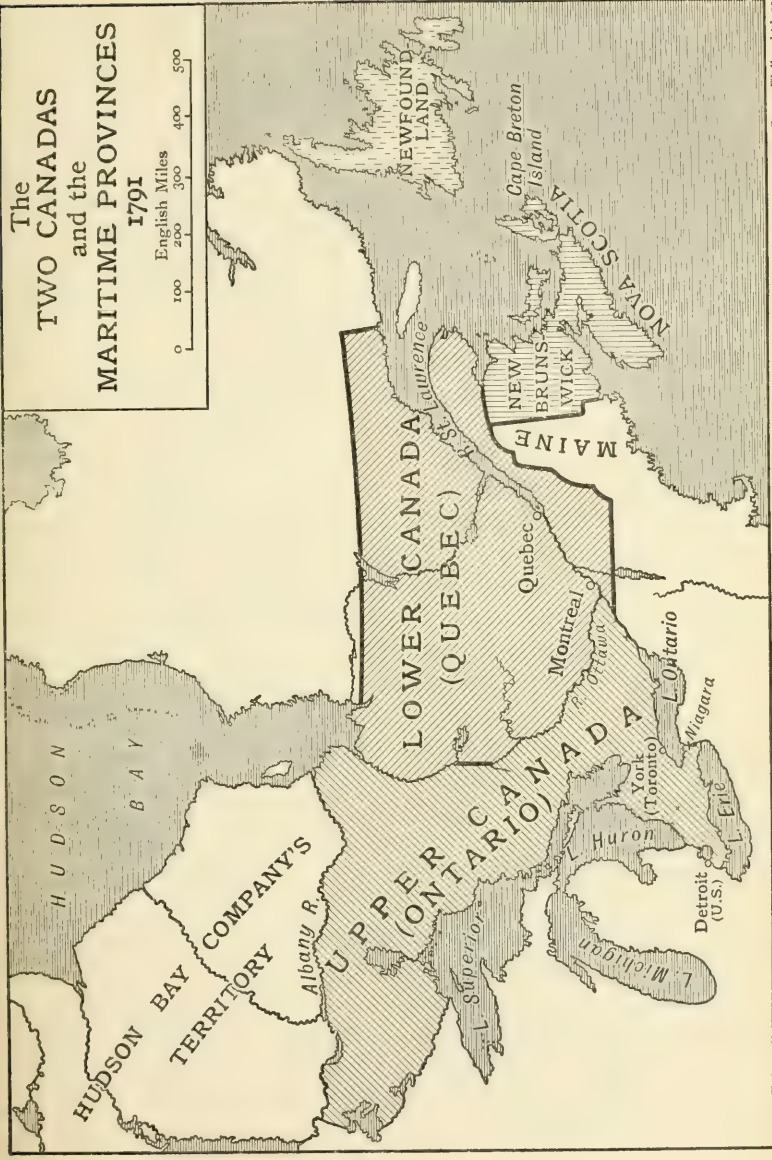 The
TWO CANADAS
and the
MARITIME PROVINCES
1791
English Miles
0 100 200 300 400 500
HUDSON
BAY
HUDSON BAY COMPANY'S
TERRITORY
Albany R.
UPPER CANADA
(ONTARIO)
LOWER CANADA
(QUEBEC)
R. St. Lawrence
Quebec
Montreal
R. Ottawa
NEWFOUND
LAND
Cape Breton
Island
NOVA SCOTIA
NEW
BRUNS-
WICK
MAINE
L. Superior
L. Michigan
L. Huron
York
(Toronto)
L. Ontario
Niagara
L. Erie
Detroit
(U.S.)